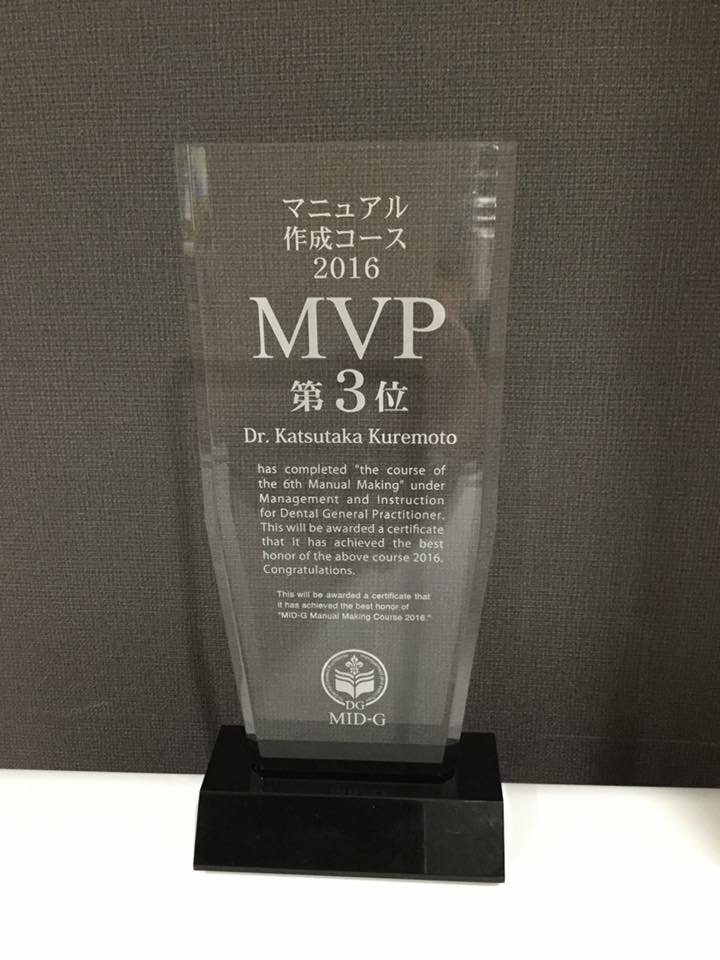 マニュアル
作成コース
2016
MVP
第3位
Dr. Katsutaka Kuremoto
has completed "the course of
the 6th Manual Making" under
Management and Instruction
for Dental General Practitioner.
This will be awarded a certificate
that it has achieved the best
honor of the above course 2016.
Congratulations.
This will be awarded a certificate that
it has achieved the best honor of
"MID-G Manual Making Course 2016."
DG
MID-G